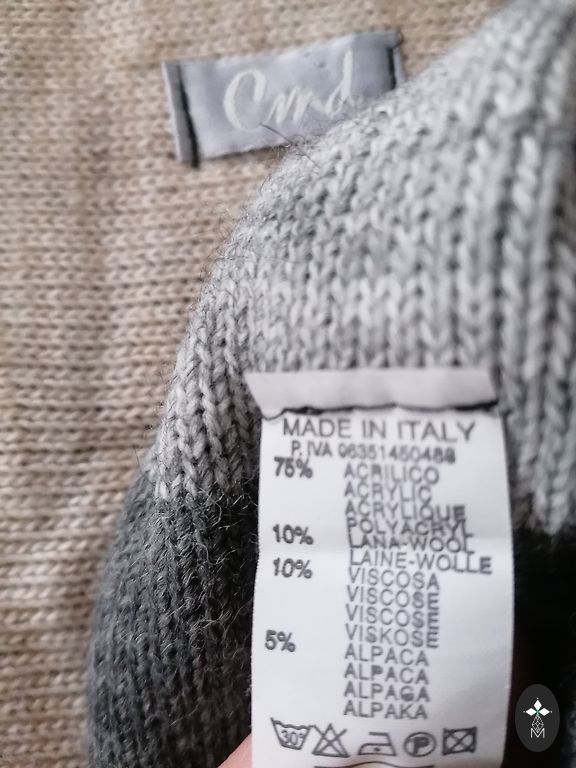 Cmd
MADE IN ITALY
P. IVA 06351450488
75% ACRILICO
ACRYLIC
ACRYLIQUE
POLYACRYL
10% LANA-WOOL
LAINE-WOLLE
10% VISCOSA
VISCOSE
VISCOSE
VISKOSE
5% ALPACA
ALPACA
ALPAGA
ALPAKA
30°
P
M